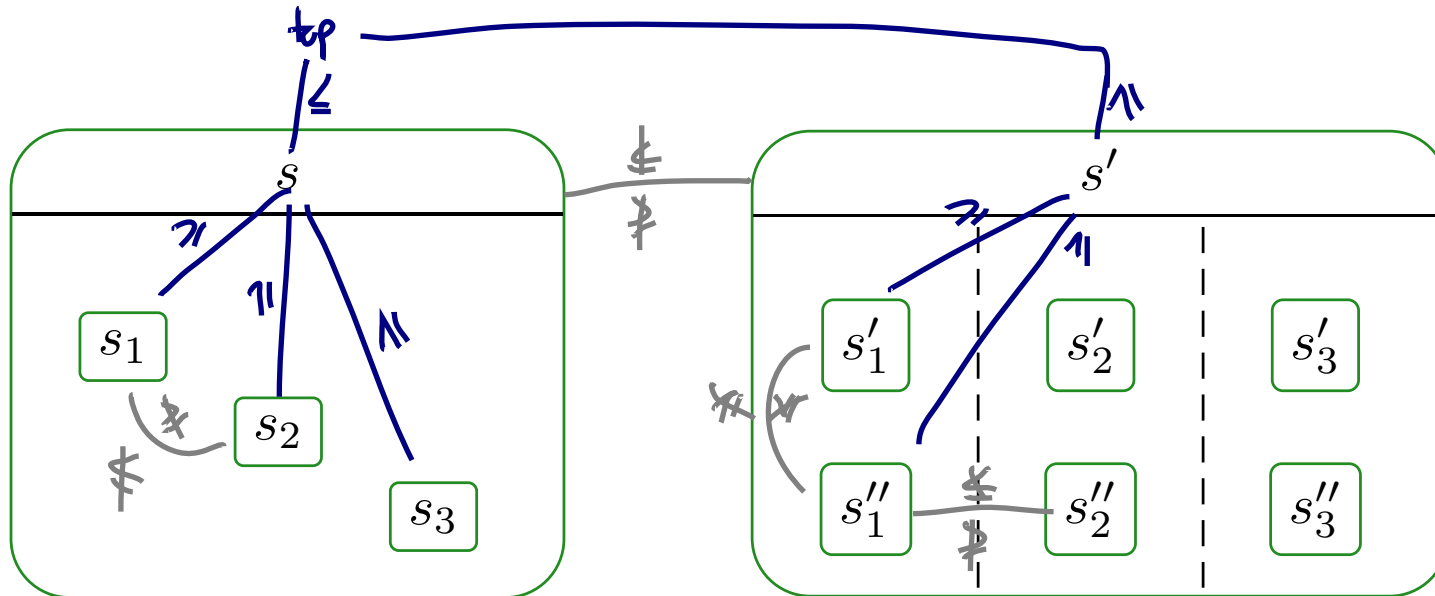 top
≤
≤
≰
≱
s
s′
≥
≥
≤
≤
≤
s₁
s₂
s₃
≰
≱
s′₁
s′₂
s′₃
≰
≱
≰
≱
s″₁
s″₂
s″₃